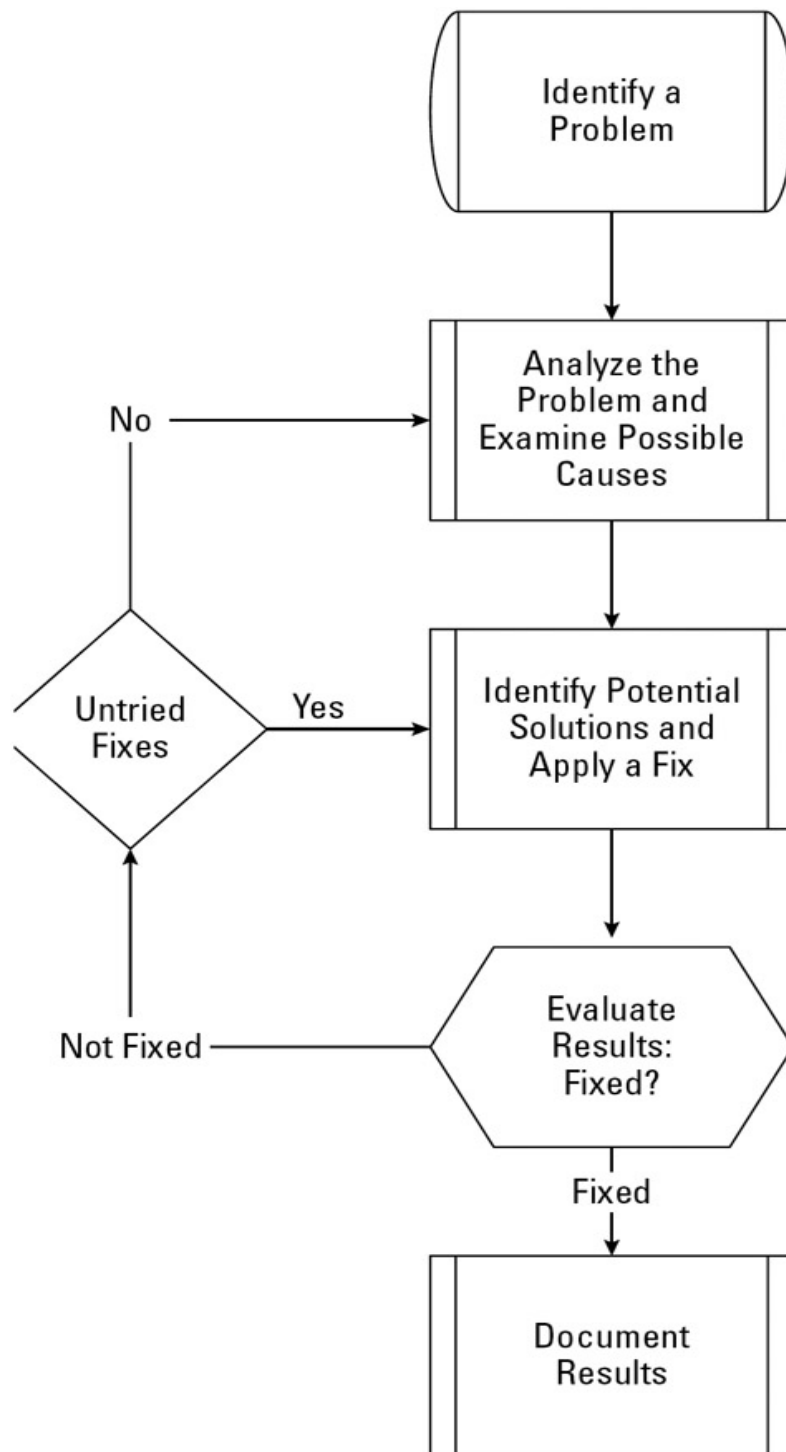 Identify a
Problem
Analyze the
Problem and
Examine Possible
Causes
No
Identify Potential
Solutions and
Apply a Fix
Untried
Fixes
Yes
Evaluate
Results:
Fixed?
Not Fixed
Fixed
Document
Results